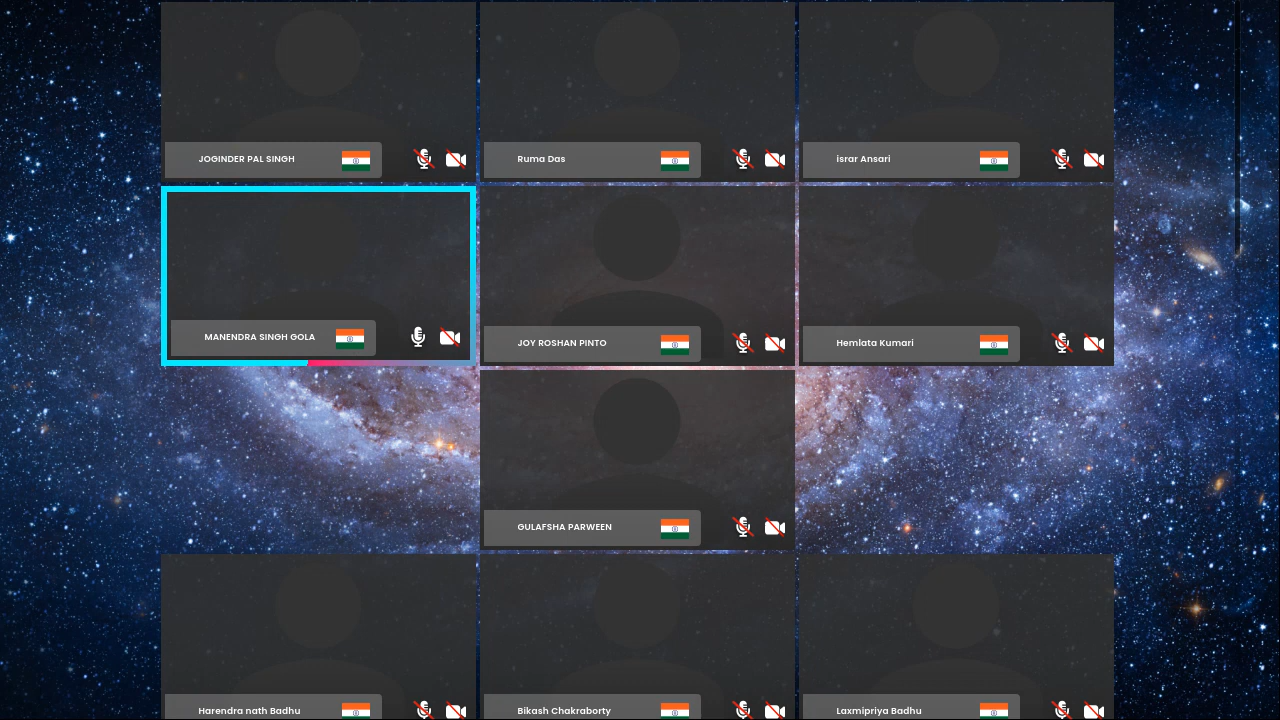 JOGINDER PAL SINGH
Ruma Das
israr Ansari
MANENDRA SINGH GOLA
JOY ROSHAN PINTO
Hemlata Kumari
GULAFSHA PARWEEN
Harendra nath Badhu
Bikash Chakraborty
Laxmipriya Badhu